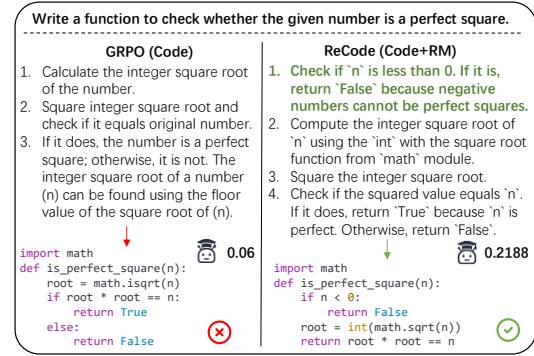 Write a function to check whether the given number is a perfect square.
GRPO (Code)
1. Calculate the integer square root
of the number.
2. Square integer square root and
check if it equals original number.
3. If it does, the number is a perfect
square; otherwise, it is not. The
integer square root of a number
(n) can be found using the floor
value of the square root of (n).
0.06
import math
def is_perfect_square(n):
    root = math.isqrt(n)
    if root * root == n:
        return True
    else:
        return False
ReCode (Code+RM)
1. Check if `n` is less than 0. If it is,
return `False` because negative
numbers cannot be perfect squares.
2. Compute the integer square root of
`n` using the `int` with the square root
function from `math` module.
3. Square the integer square root.
4. Check if the squared value equals `n`.
If it does, return `True` because `n` is
perfect. Otherwise, return `False`.
0.2188
import math
def is_perfect_square(n):
    if n < 0:
        return False
    root = int(math.sqrt(n))
    return root * root == n